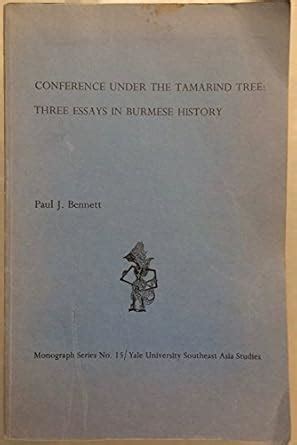 CONFERENCE UNDER THE TAMARIND TREE:
THREE ESSAYS IN BURMESE HISTORY
Paul J. Bennett
Monograph Series No. 15/Yale University Southeast Asia Studies